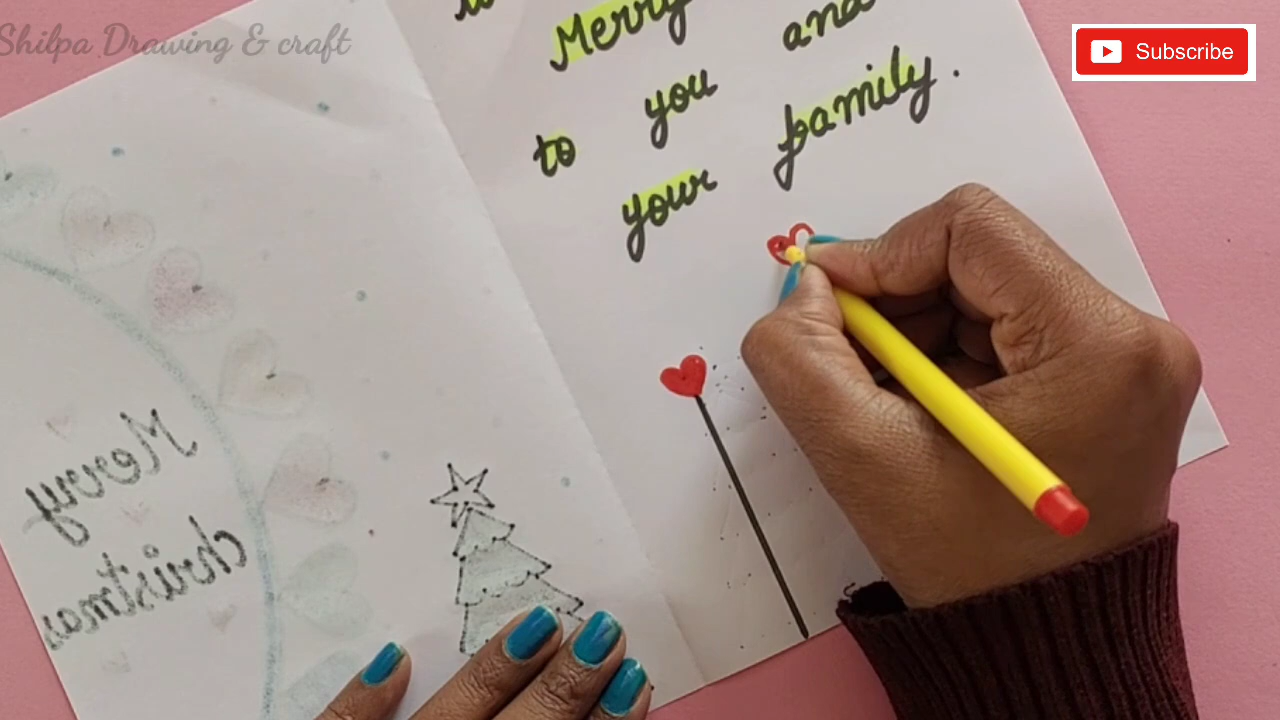 Shilpa Drawing & craft
Subscribe
Merry
to you and
your family.
Merry
christmas